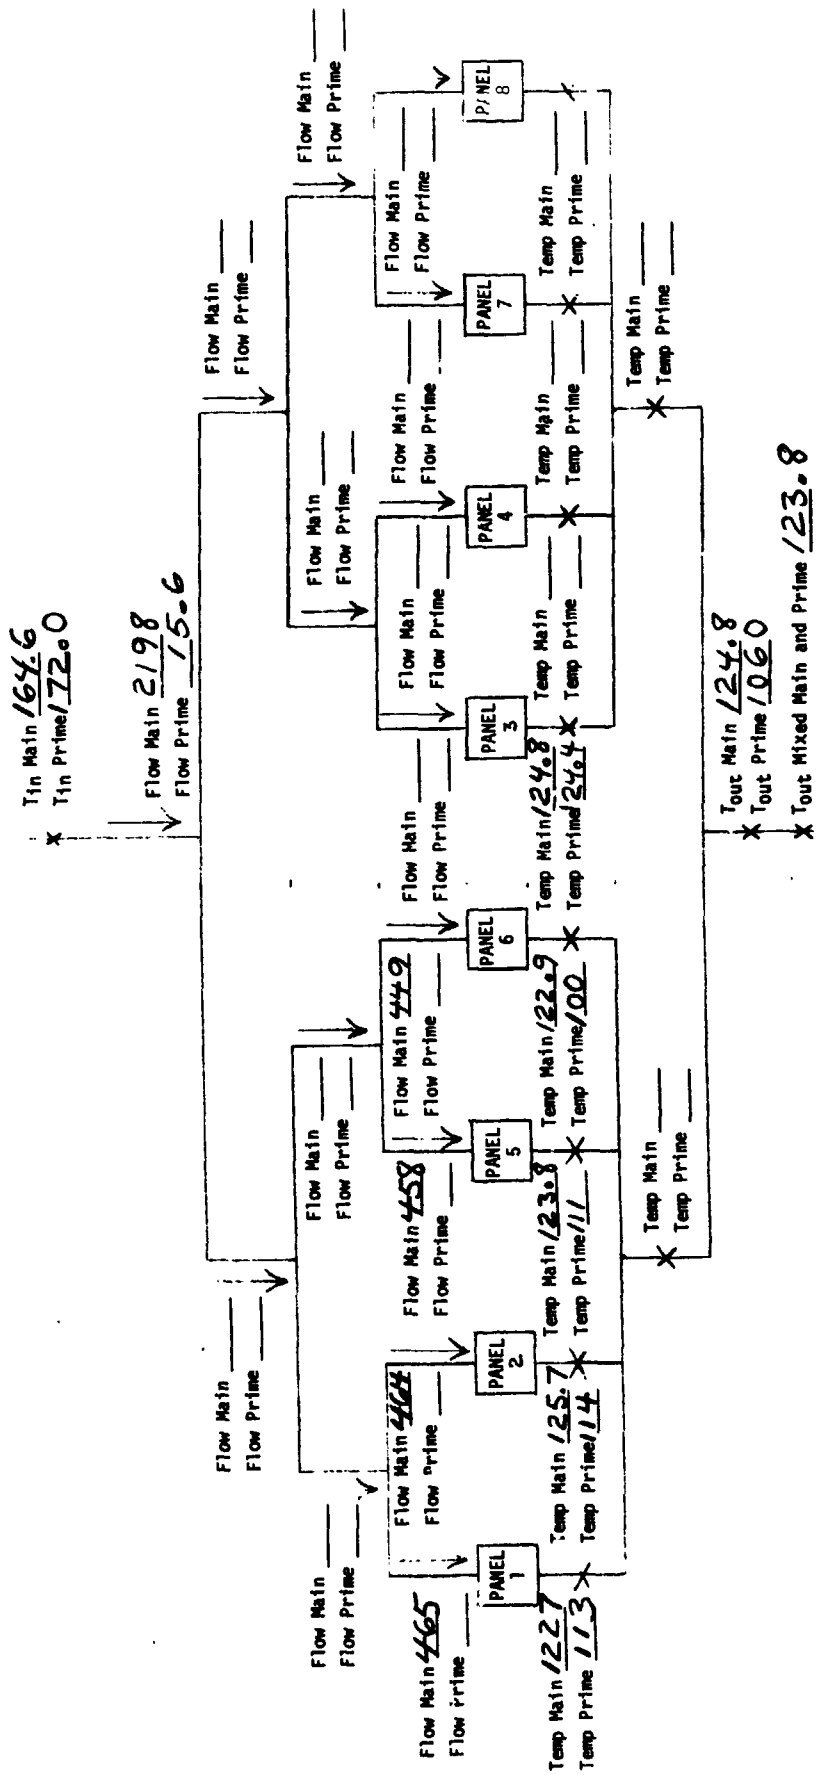 Tin Main 164.6
Tin Prime 172.0
Flow Main 2198
Flow Prime 15.6
Flow Main
Flow Prime
Flow Main
Flow Prime
Flow Main
Flow Prime
Flow Main
Flow Prime
Flow Main
Flow Prime
Flow Main
Flow Prime
Flow Main 465
Flow Prime
Flow Main 464
Flow Prime
Flow Main 458
Flow Prime
Flow Main 449
Flow Prime
Flow Main
Flow Prime
Flow Main
Flow Prime
Flow Main
Flow Prime
Flow Main
Flow Prime
PANEL
1
PANEL
2
PANEL
5
PANEL
6
PANEL
3
PANEL
4
PANEL
7
PANEL
8
Temp Main 1227
Temp Prime 113
Temp Main 125.7
Temp Prime 114
Temp Main 123.8
Temp Prime 111
Temp Main 122.9
Temp Prime 100
Temp Main 124.8
Temp Prime 124.4
Temp Main
Temp Prime
Temp Main
Temp Prime
Temp Main
Temp Prime
Temp Main
Temp Prime
Temp Main
Temp Prime
Tout Main 124.8
Tout Prime 1060
Tout Mixed Main and Prime 123.8